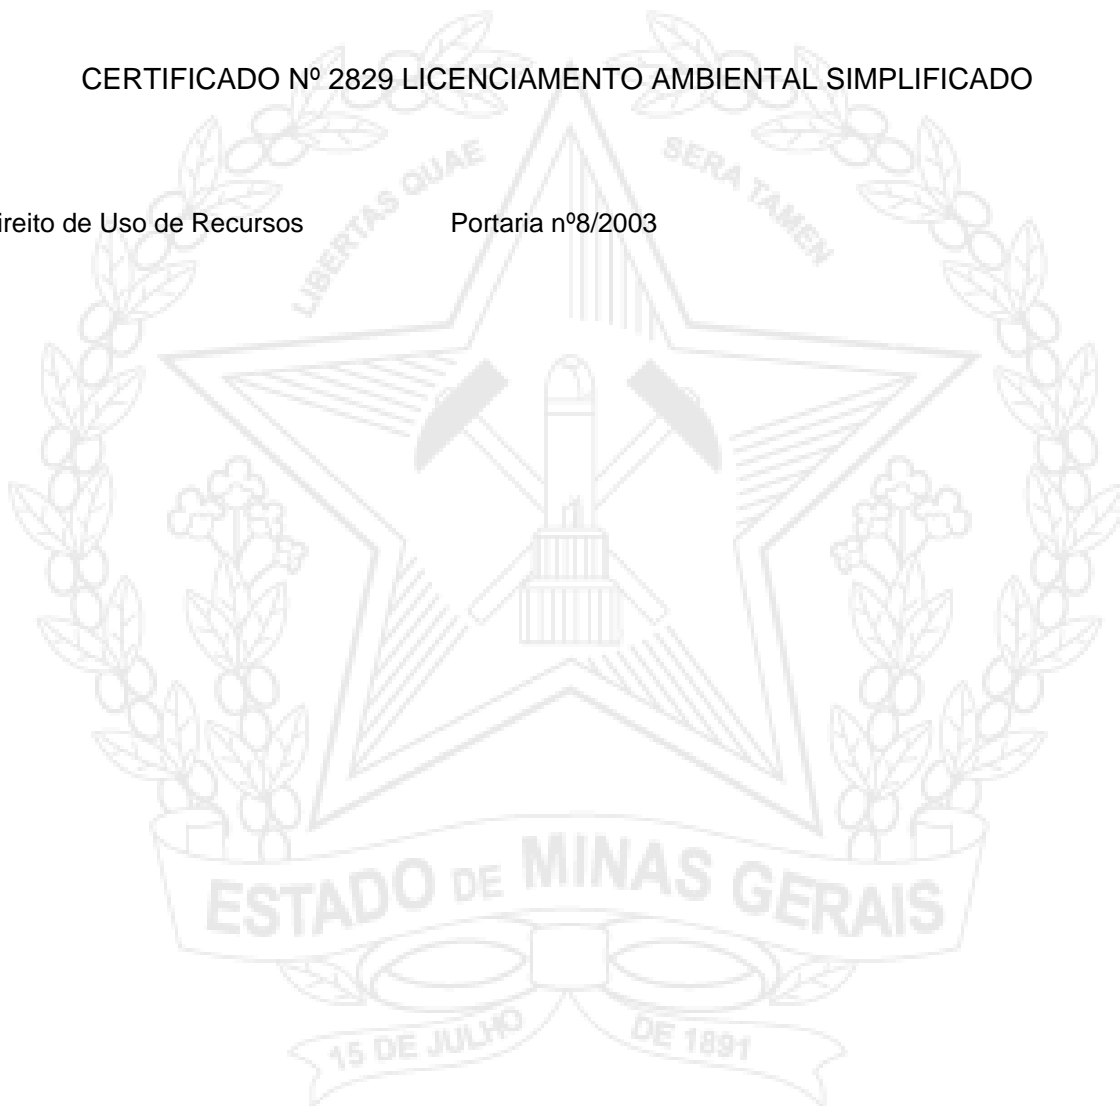 CERTIFICADO Nº 2829 LICENCIAMENTO AMBIENTAL SIMPLIFICADO
LIBERTAS QUAE SERA TAMEN
ireito de Uso de Recursos Portaria nº8/2003
ESTADO DE MINAS GERAIS
15 DE JULHO DE 1891